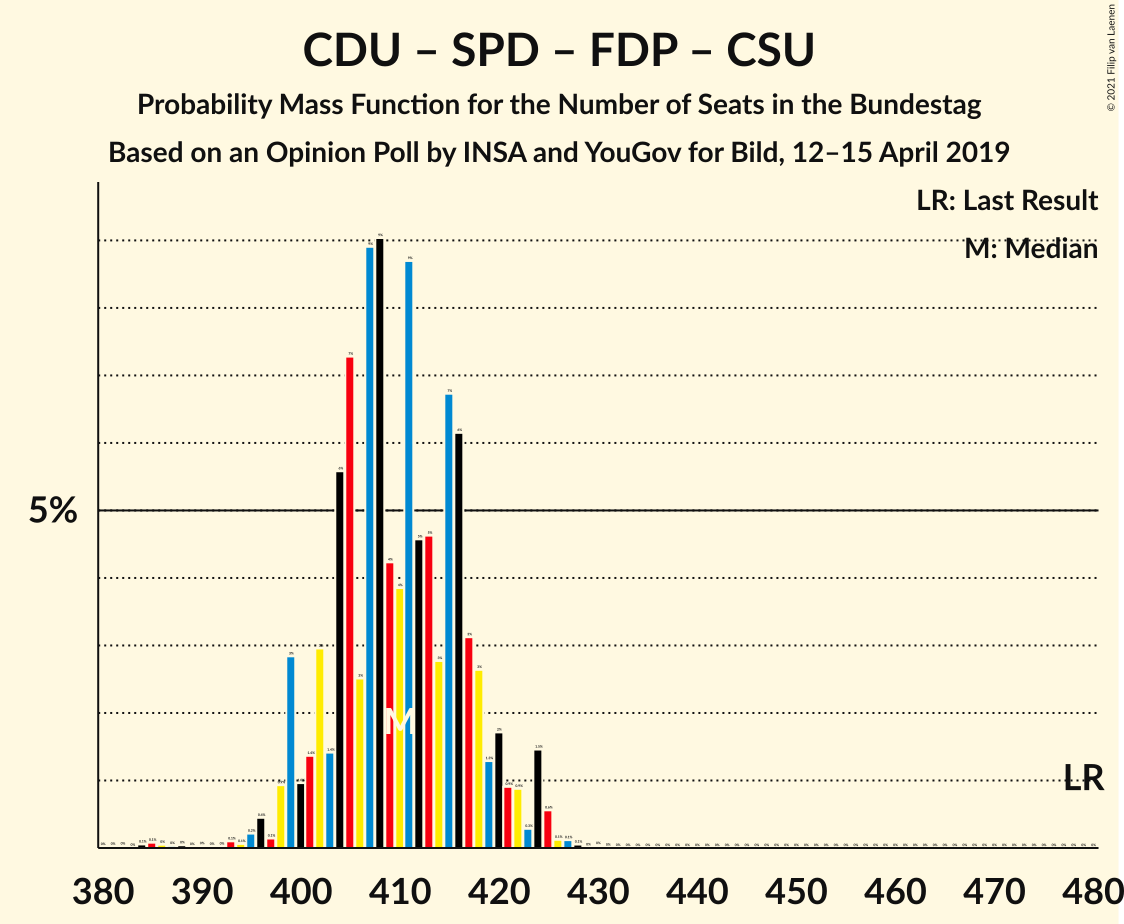 CDU – SPD – FDP – CSU
Probability Mass Function for the Number of Seats in the Bundestag
Based on an Opinion Poll by INSA and YouGov for Bild, 12–15 April 2019
© 2021 Filip van Laenen
LR: Last Result
M: Median
5%
M
LR
380 390 400 410 420 430 440 450 460 470 480